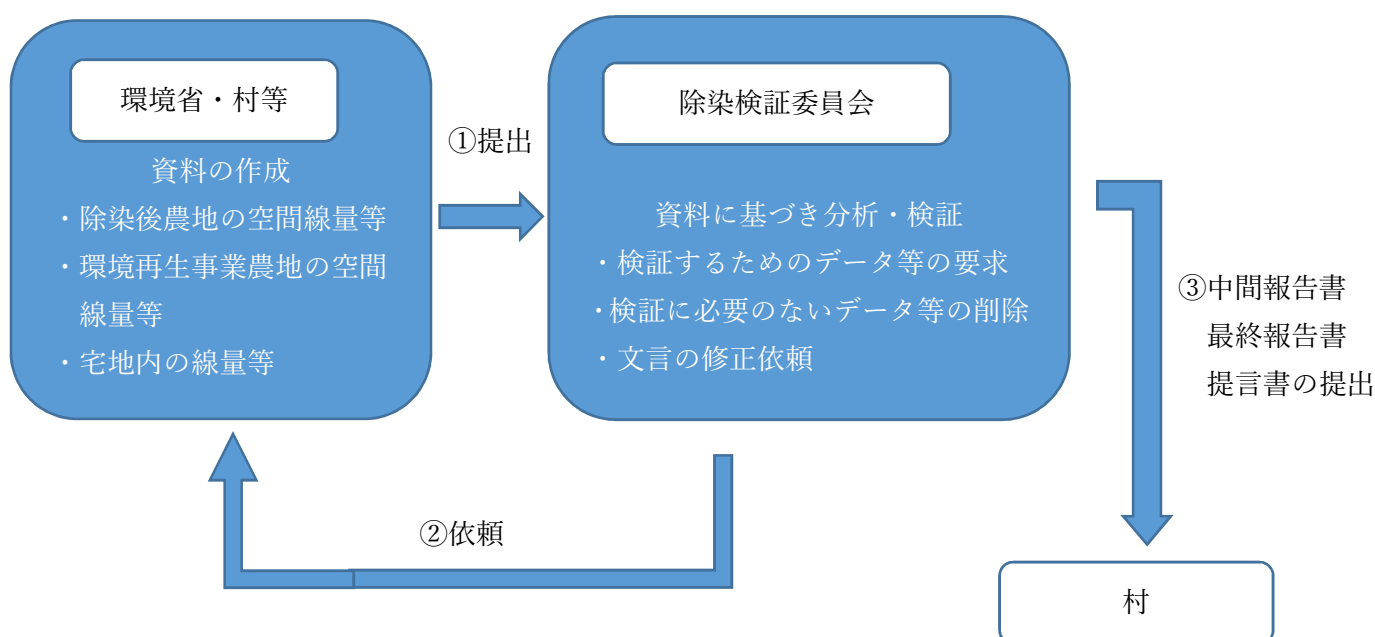 環境省・村等
資料の作成
・除染後農地の空間線量等
・環境再生事業農地の空間
線量等
・宅地内の線量等
①提出
除染検証委員会
資料に基づき分析・検証
・検証するためのデータ等の要求
・検証に必要のないデータ等の削除
・文言の修正依頼
②依頼
③中間報告書
最終報告書
提言書の提出
村